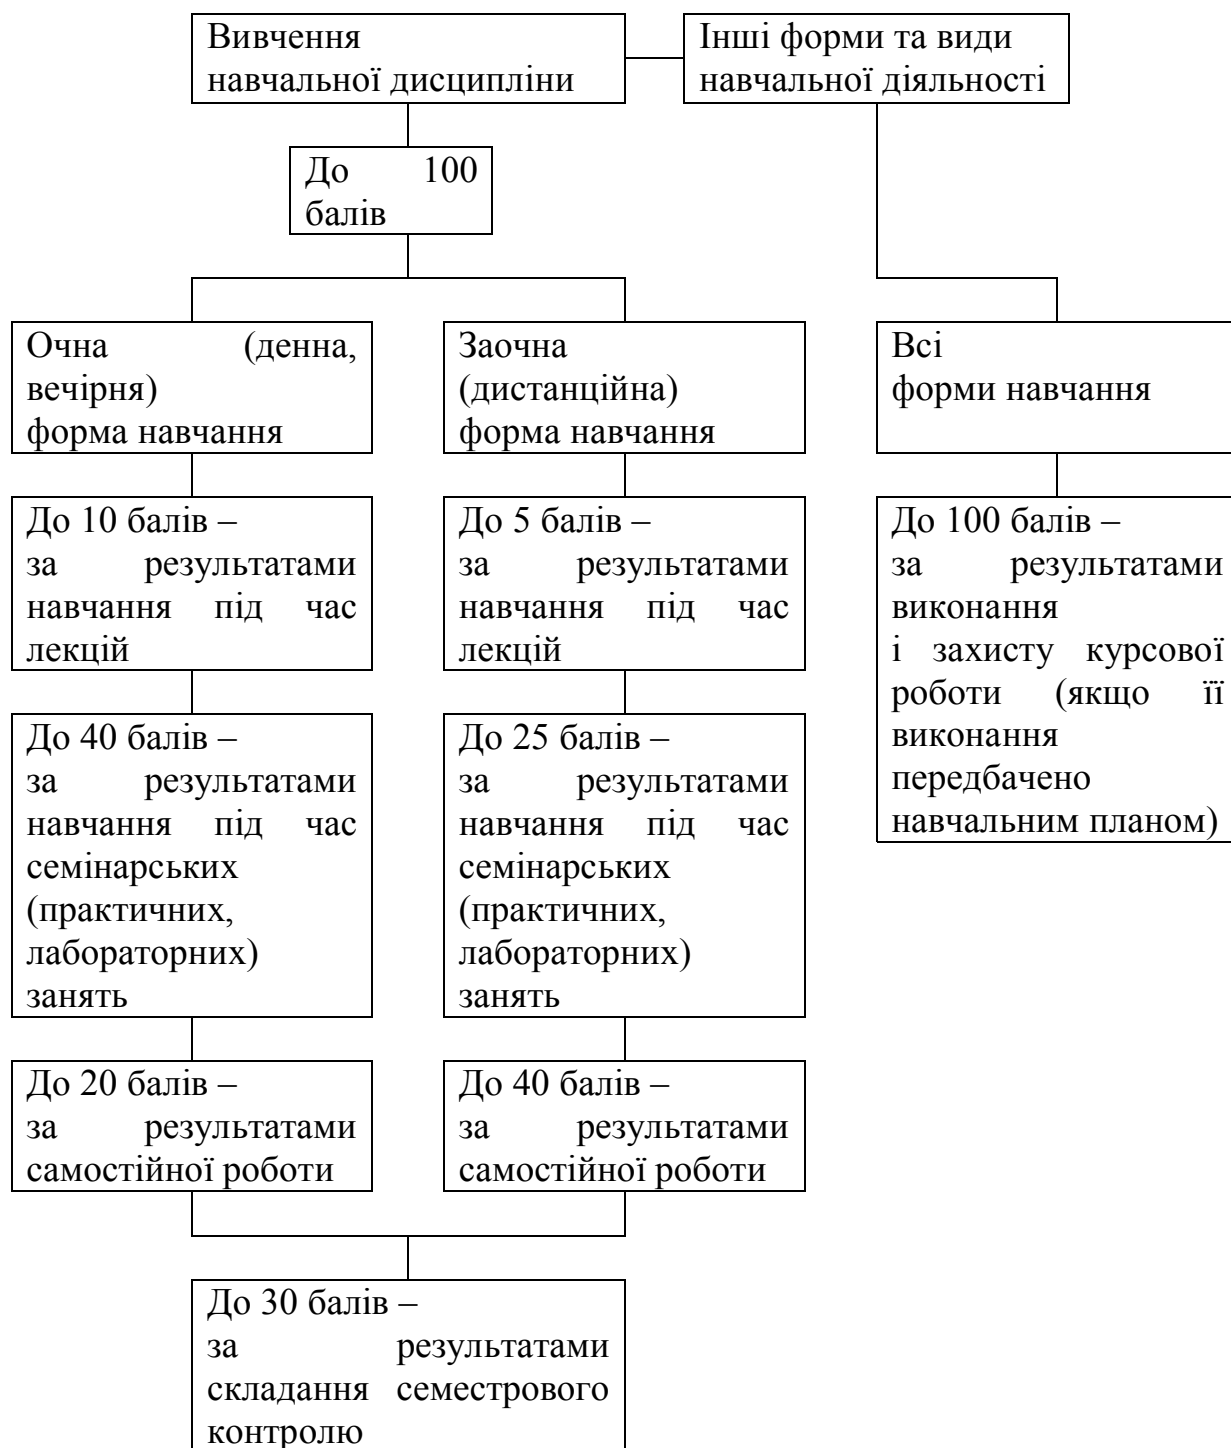 Вивчення
навчальної дисципліни
Інші форми та види
навчальної діяльності
До 100
балів
Очна (денна,
вечірня)
форма навчання
Заочна
(дистанційна)
форма навчання
Всі
форми навчання
До 10 балів –
за результатами
навчання під час
лекцій
До 5 балів –
за результатами
навчання під час
лекцій
До 100 балів –
за результатами
виконання
і захисту курсової
роботи (якщо її
виконання
передбачено
навчальним планом)
До 40 балів –
за результатами
навчання під час
семінарських
(практичних,
лабораторних)
занять
До 25 балів –
за результатами
навчання під час
семінарських
(практичних,
лабораторних)
занять
До 20 балів –
за результатами
самостійної роботи
До 40 балів –
за результатами
самостійної роботи
До 30 балів –
за результатами
складання семестрового
контролю